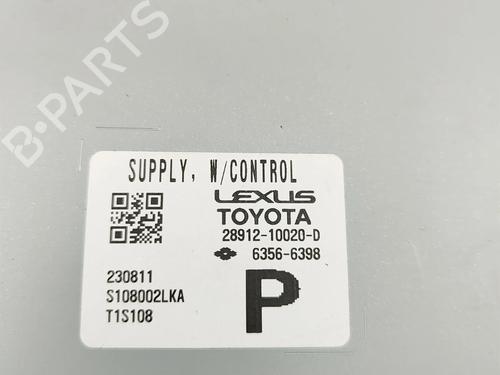 B-PARTS
SUPPLY, W/CONTROL
LEXUS
TOYOTA
28912-10020-D
6356-6398
230811
S108002LKA
T1S108
P